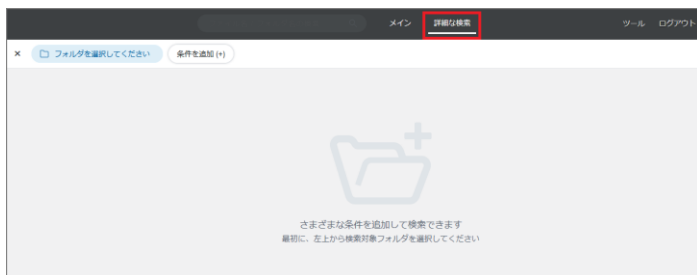 メイン 詳細な検索 ツール ログアウト
× フォルダを選択してください 条件を追加 (+)
さまざまな条件を追加して検索できます
最初に、左上から検索対象フォルダを選択してください